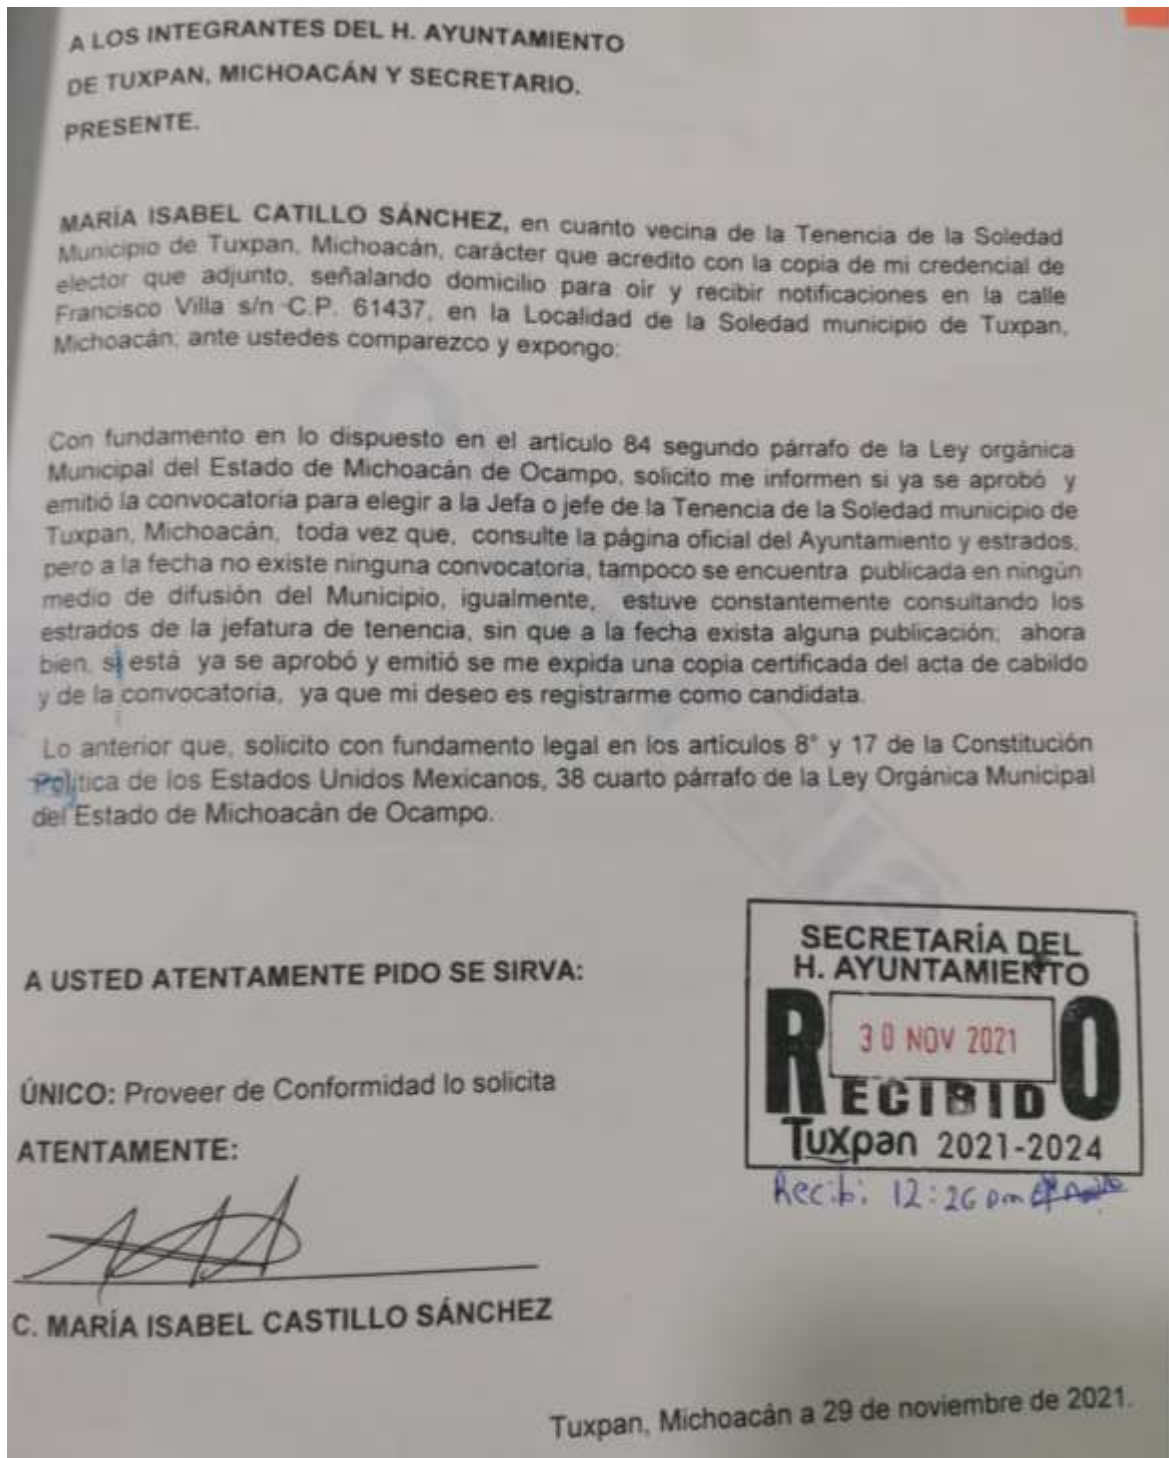 A LOS INTEGRANTES DEL H. AYUNTAMIENTO
DE TUXPAN, MICHOACÁN Y SECRETARIO.
PRESENTE.
MARÍA ISABEL CATILLO SÁNCHEZ, en cuanto vecina de la Tenencia de la Soledad
Municipio de Tuxpan, Michoacán, carácter que acredito con la copia de mi credencial de
elector que adjunto, señalando domicilio para oir y recibir notificaciones en la calle
Francisco Villa s/n C.P. 61437, en la Localidad de la Soledad municipio de Tuxpan,
Michoacán; ante ustedes comparezco y expongo:
Con fundamento en lo dispuesto en el artículo 84 segundo párrafo de la Ley orgánica
Municipal del Estado de Michoacán de Ocampo, solicito me informen si ya se aprobó y
emitió la convocatoria para elegir a la Jefa o jefe de la Tenencia de la Soledad municipio de
Tuxpan, Michoacán, toda vez que, consulte la página oficial del Ayuntamiento y estrados,
pero a la fecha no existe ninguna convocatoria, tampoco se encuentra publicada en ningún
medio de difusión del Municipio, igualmente, estuve constantemente consultando los
estrados de la jefatura de tenencia, sin que a la fecha exista alguna publicación; ahora
bien, si está ya se aprobó y emitió se me expida una copia certificada del acta de cabildo
y de la convocatoria, ya que mi deseo es registrarme como candidata.
Lo anterior que, solicito con fundamento legal en los artículos 8° y 17 de la Constitución
Política de los Estados Unidos Mexicanos, 38 cuarto párrafo de la Ley Orgánica Municipal
del Estado de Michoacán de Ocampo.
A USTED ATENTAMENTE PIDO SE SIRVA:
ÚNICO: Proveer de Conformidad lo solicita
ATENTAMENTE:
C. MARÍA ISABEL CASTILLO SÁNCHEZ
SECRETARÍA DEL
H. AYUNTAMIENTO
30 NOV 2021
RECIBIDO
Tuxpan 2021-2024
Recibi: 12:26 pm
Tuxpan, Michoacán a 29 de noviembre de 2021.